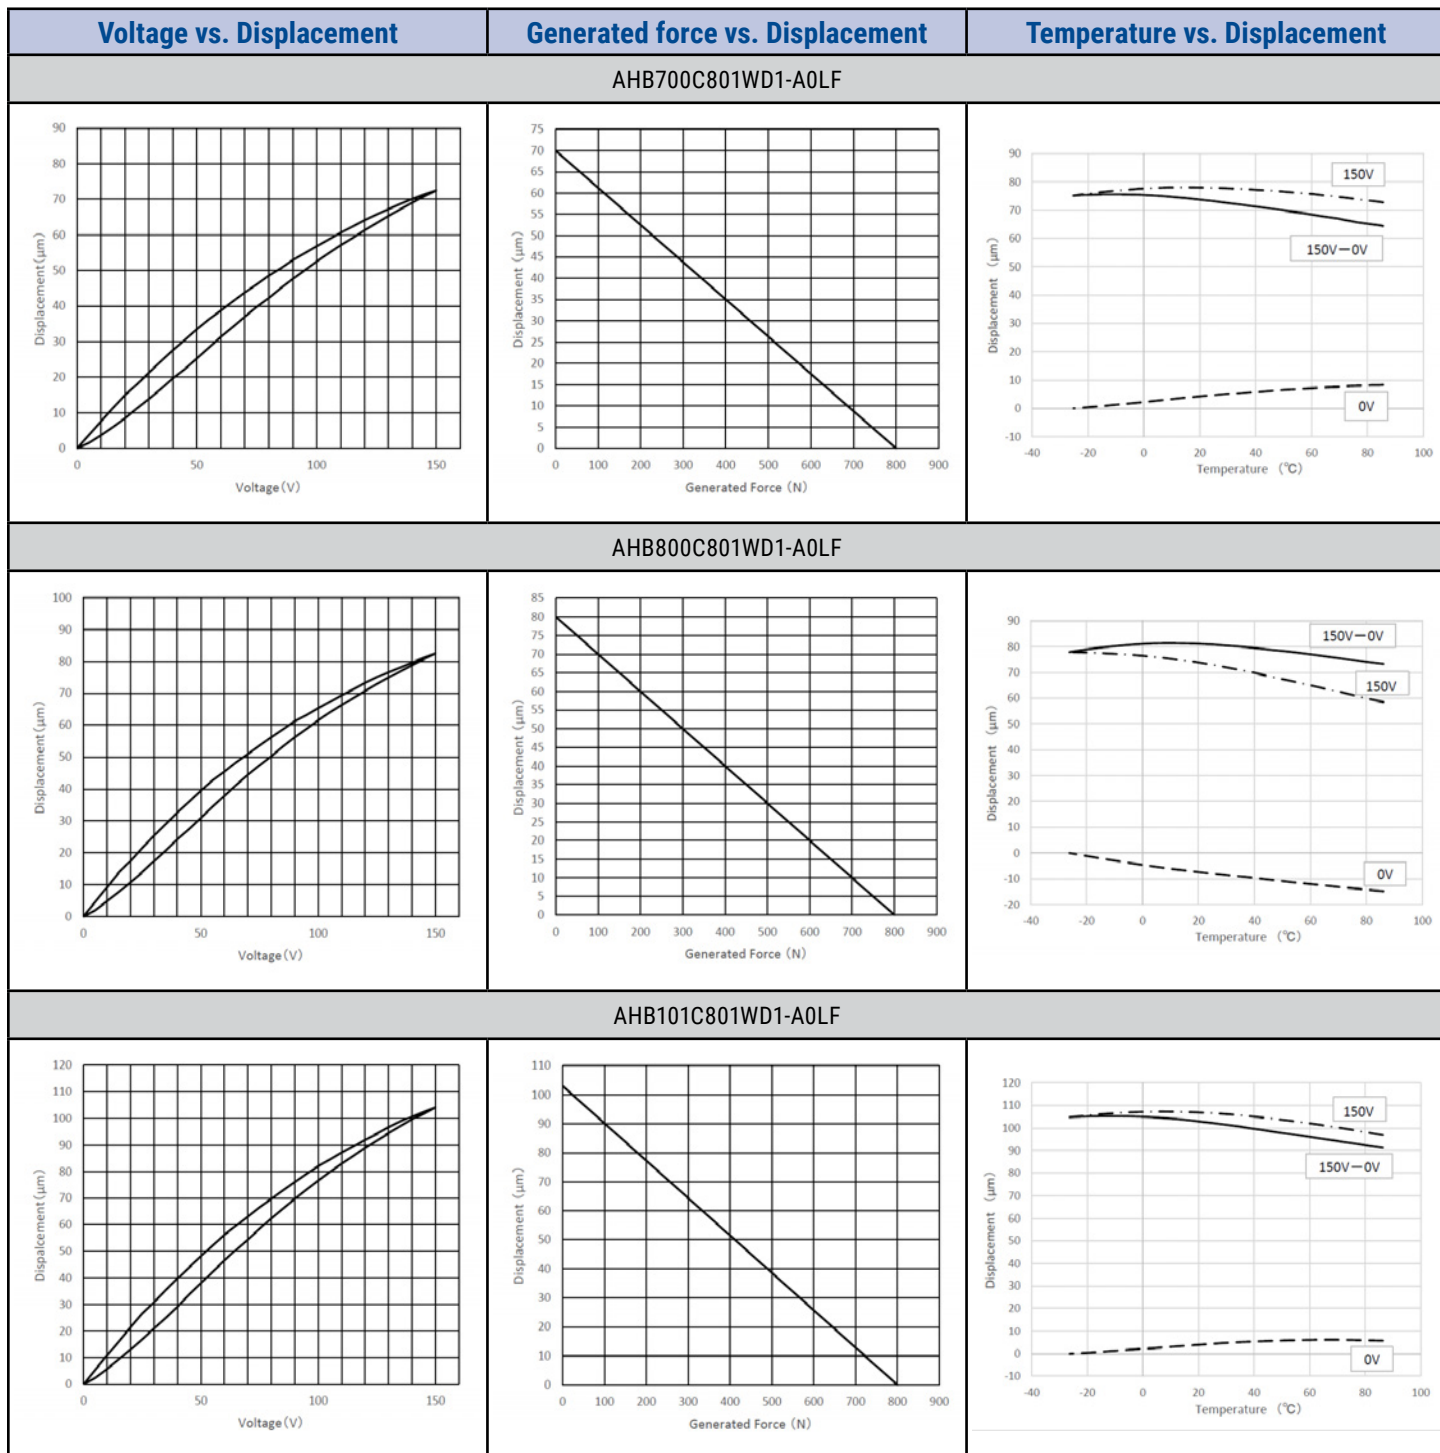 Voltage vs. Displacement
Generated force vs. Displacement
Temperature vs. Displacement
AHB700C801WD1-A0LF
90
80
70
60
50
40
30
20
10
0
Displacement(μm)
0 50 100 150
Voltage(V)
75
70
65
60
55
50
45
40
35
30
25
20
15
10
5
0
Displacement (μm)
0 100 200 300 400 500 600 700 800 900
Generated Force (N)
90
80
70
60
50
40
30
20
10
0
-10
Displacement (μm)
150V
150V−0V
0V
-40 -20 0 20 40 60 80 100
Temperature (℃)
AHB800C801WD1-A0LF
100
90
80
70
60
50
40
30
20
10
0
Displacement(μm)
0 50 100 150
Voltage(V)
85
80
75
70
65
60
55
50
45
40
35
30
25
20
15
10
5
0
Displacement (μm)
0 100 200 300 400 500 600 700 800 900
Generated Force (N)
90
80
70
60
50
40
30
20
10
0
-10
-20
Displacement (μm)
150V−0V
150V
0V
-40 -20 0 20 40 60 80 100
Temperature (℃)
AHB101C801WD1-A0LF
120
110
100
90
80
70
60
50
40
30
20
10
0
Dispalcement(μm)
0 50 100 150
Voltage(V)
110
100
90
80
70
60
50
40
30
20
10
0
Displacement (μm)
0 100 200 300 400 500 600 700 800 900
Generated Force (N)
120
110
100
90
80
70
60
50
40
30
20
10
0
-10
Displacement (μm)
150V
150V−0V
0V
-40 -20 0 20 40 60 80 100
Temperature (℃)